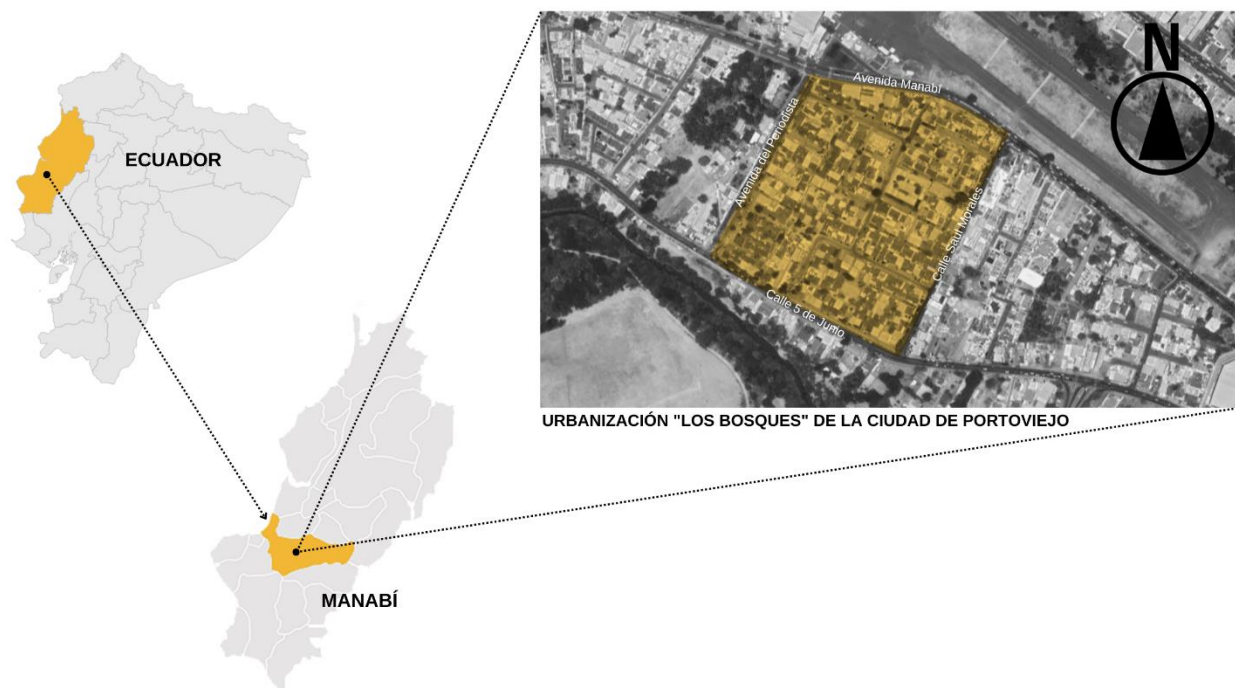 ECUADOR
N
Avenida Manabí
Avenida del Periodista
Calle Saul Morales
Calle 5 de Junio
URBANIZACIÓN "LOS BOSQUES" DE LA CIUDAD DE PORTOVIEJO
MANABÍ